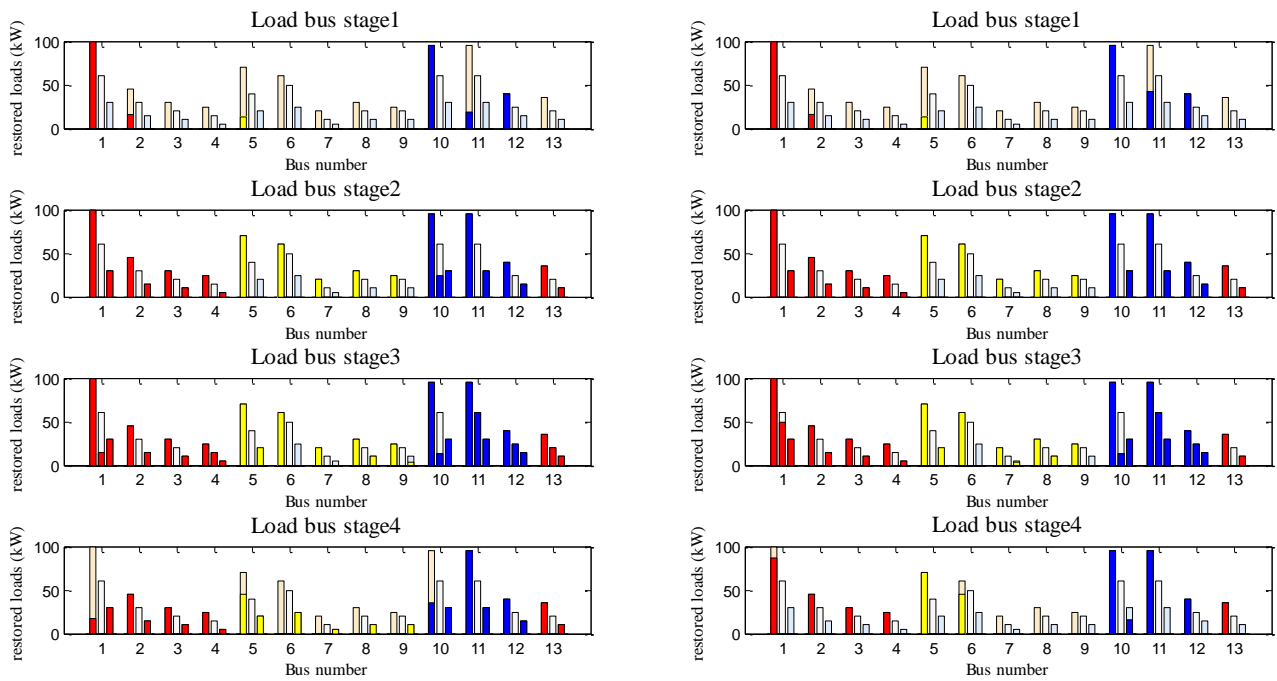 Load bus stage1
restored loads (kW)
100
50
0
1 2 3 4 5 6 7 8 9 10 11 12 13
Bus number
Load bus stage2
restored loads (kW)
100
50
0
1 2 3 4 5 6 7 8 9 10 11 12 13
Bus number
Load bus stage3
restored loads (kW)
100
50
0
1 2 3 4 5 6 7 8 9 10 11 12 13
Bus number
Load bus stage4
restored loads (kW)
100
50
0
1 2 3 4 5 6 7 8 9 10 11 12 13
Bus number
Load bus stage1
restored loads (kW)
100
50
0
1 2 3 4 5 6 7 8 9 10 11 12 13
Bus number
Load bus stage2
restored loads (kW)
100
50
0
1 2 3 4 5 6 7 8 9 10 11 12 13
Bus number
Load bus stage3
restored loads (kW)
100
50
0
1 2 3 4 5 6 7 8 9 10 11 12 13
Bus number
Load bus stage4
restored loads (kW)
100
50
0
1 2 3 4 5 6 7 8 9 10 11 12 13
Bus number